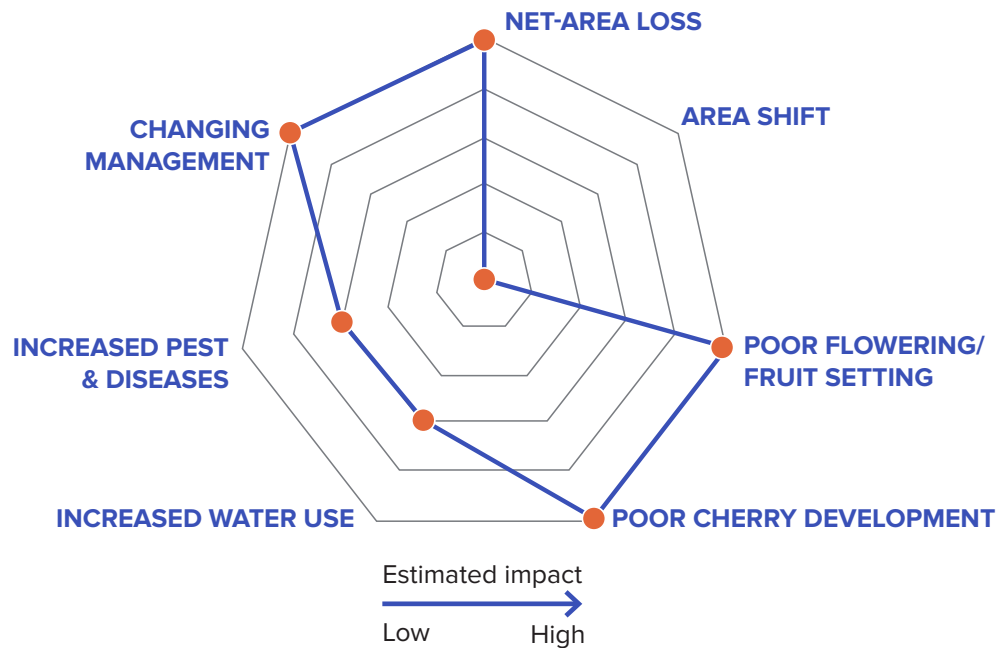 NET-AREA LOSS
AREA SHIFT
CHANGING
MANAGEMENT
POOR FLOWERING/
FRUIT SETTING
INCREASED PEST
& DISEASES
INCREASED WATER USE
POOR CHERRY DEVELOPMENT
Estimated impact
Low
High